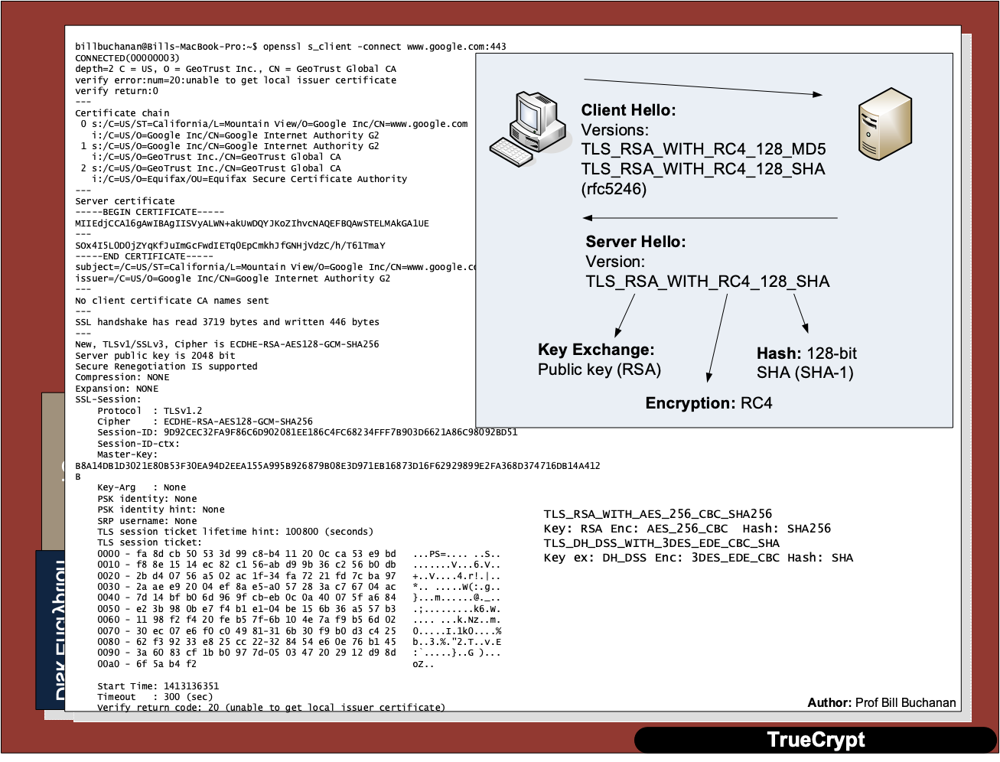 billbuchanan@Bills-MacBook-Pro:~$ openssl s_client -connect www.google.com:443
CONNECTED(00000003)
depth=2 C = US, O = GeoTrust Inc., CN = GeoTrust Global CA
verify error:num=20:unable to get local issuer certificate
verify return:0
---
Certificate chain
 0 s:/C=US/ST=California/L=Mountain View/O=Google Inc/CN=www.google.com
   i:/C=US/O=Google Inc/CN=Google Internet Authority G2
 1 s:/C=US/O=Google Inc/CN=Google Internet Authority G2
   i:/C=US/O=GeoTrust Inc./CN=GeoTrust Global CA
 2 s:/C=US/O=GeoTrust Inc./CN=GeoTrust Global CA
   i:/C=US/O=Equifax/OU=Equifax Secure Certificate Authority
---
Server certificate
-----BEGIN CERTIFICATE-----
MIIEdjCCA16gAwIBAgIISVyALWN+akUwDQYJKoZIhvcNAQEFBQAwSTELMAkGA1UE
---
SOx4I5L0D0jZYqKfJuImGcFwdIETq0EpCmkhJfGNHjVdzC/h/T61TmaY
-----END CERTIFICATE-----
subject=/C=US/ST=California/L=Mountain View/O=Google Inc/CN=www.google.co
issuer=/C=US/O=Google Inc/CN=Google Internet Authority G2
---
No client certificate CA names sent
---
SSL handshake has read 3719 bytes and written 446 bytes
---
New, TLSv1/SSLv3, Cipher is ECDHE-RSA-AES128-GCM-SHA256
Server public key is 2048 bit
Secure Renegotiation IS supported
Compression: NONE
Expansion: NONE
SSL-Session:
    Protocol  : TLSv1.2
    Cipher    : ECDHE-RSA-AES128-GCM-SHA256
    Session-ID: 9D92CEC32FA9F86C6D902081EE186C4FC68234FFF7B903D6621A86C98092BD51
    Session-ID-ctx:
    Master-Key:
B8A14DB1D3021E80B53F30EA94D2EEA155A995B926879B08E3D971EB16873D16F62929899E2FA368D374716DB14A412
B
    Key-Arg   : None
    PSK identity: None
    PSK identity hint: None
    SRP username: None
    TLS session ticket lifetime hint: 100800 (seconds)
    TLS session ticket:
    0000 - fa 8d cb 50 53 3d 99 c8-b4 11 20 0c ca 53 e9 bd   ...PS=.... ..S..
    0010 - f8 8e 15 14 ec 82 c1 56-ab d9 9b 36 c2 56 b0 db   .......V...6.V..
    0020 - 2b d4 07 56 a5 02 ac 1f-34 fa 72 21 fd 7c ba 97   +..V....4.r!.|..
    0030 - 2a ae e9 20 04 ef 8a e5-a0 57 28 3a c7 67 04 ac   *.. .....W(:.g..
    0040 - 7d 14 bf b0 6d 96 9f cb-eb 0c 0a 40 07 5f a6 84   }...m......@._..
    0050 - e2 3b 98 0b e7 f4 b1 e1-04 be 15 6b 36 a5 57 b3   .;.........k6.W.
    0060 - 11 98 f2 f4 20 fe b5 7f-6b 10 4e 7a f9 b5 6d 02   .... ...k.Nz..m.
    0070 - 30 ec 07 e6 f0 c0 49 81-31 6b 30 f9 b0 d3 c4 25   0.....I.1k0....%
    0080 - 62 f3 92 33 e8 25 cc 22-32 84 54 e6 0e 76 b1 45   b..3.%."2.T..v.E
    0090 - 3a 60 83 cf 1b b0 97 7d-05 03 47 20 29 12 d9 8d   :`.....}..G )...
    00a0 - 6f 5a b4 f2                                       oZ..
    Start Time: 1413136351
    Timeout   : 300 (sec)
    Verify return code: 20 (unable to get local issuer certificate)
Client Hello:
Versions:
TLS_RSA_WITH_RC4_128_MD5
TLS_RSA_WITH_RC4_128_SHA
(rfc5246)
Server Hello:
Version:
TLS_RSA_WITH_RC4_128_SHA
Key Exchange:
Public key (RSA)
Hash: 128-bit
SHA (SHA-1)
Encryption: RC4
TLS_RSA_WITH_AES_256_CBC_SHA256
Key: RSA Enc: AES_256_CBC  Hash: SHA256
TLS_DH_DSS_WITH_3DES_EDE_CBC_SHA
Key ex: DH_DSS Enc: 3DES_EDE_CBC Hash: SHA
Author: Prof Bill Buchanan
TrueCrypt